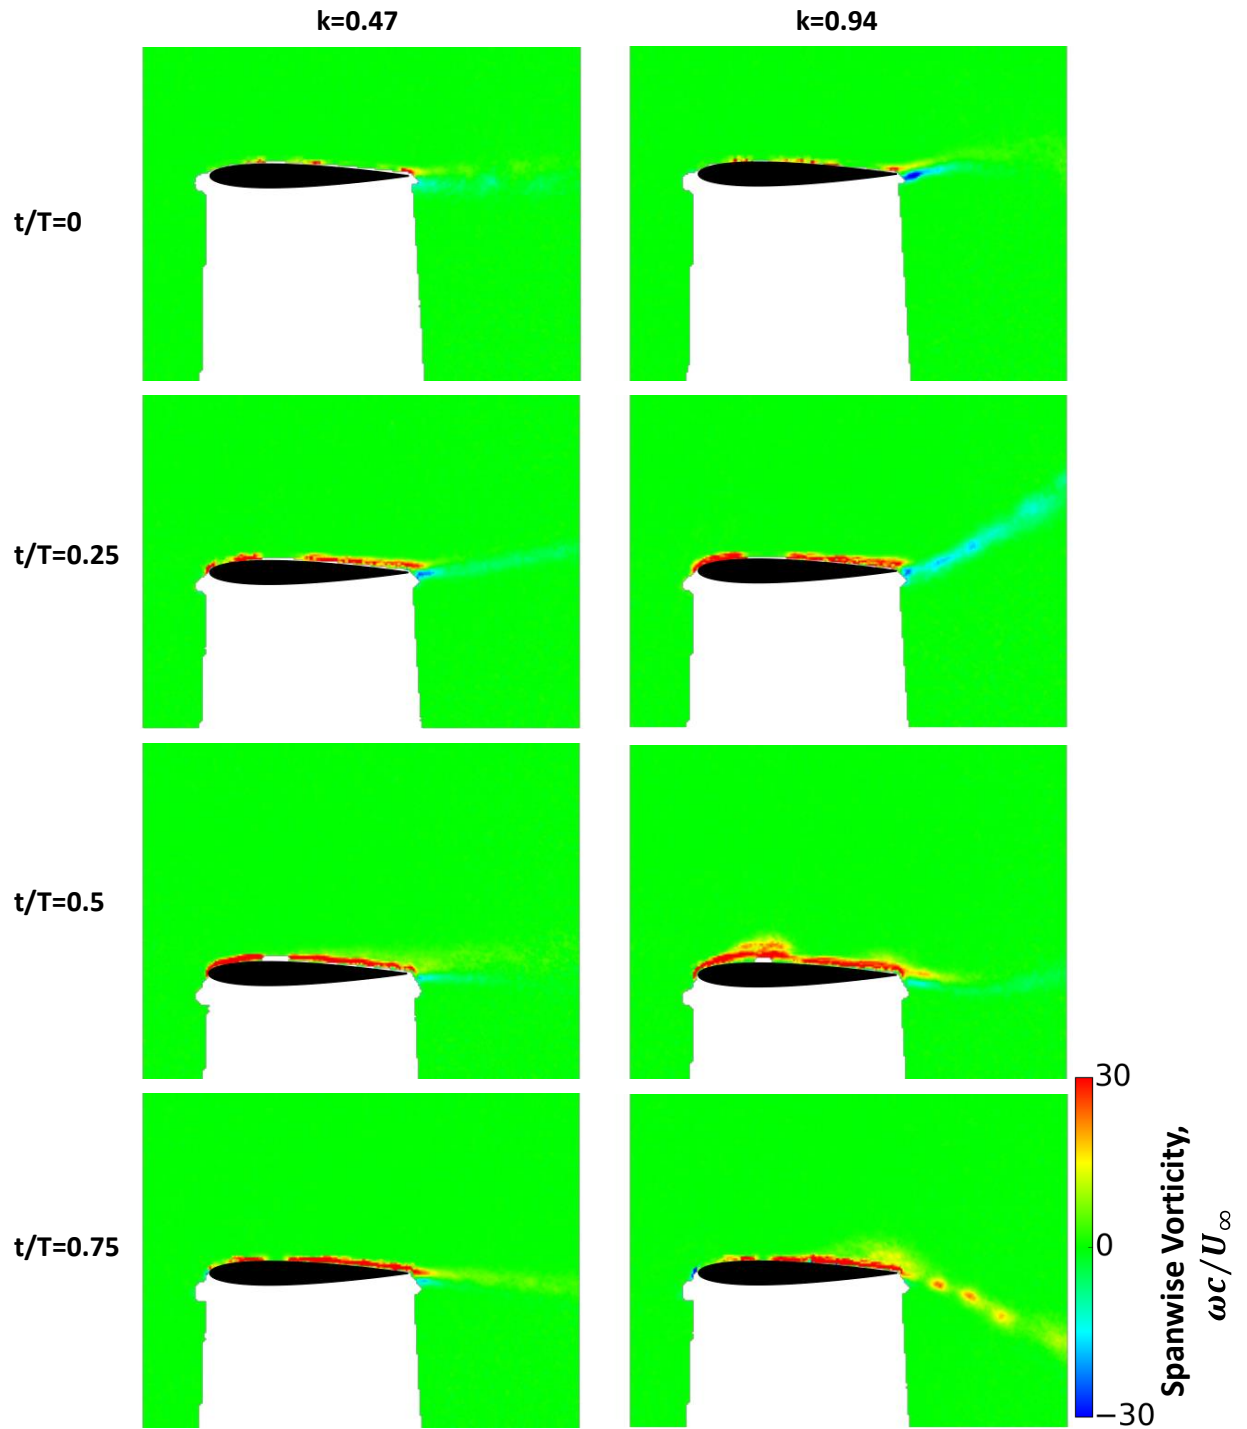 k=0.47
k=0.94
t/T=0
t/T=0.25
t/T=0.5
t/T=0.75
30
0
−30
Spanwise Vorticity,
ωc/U∞